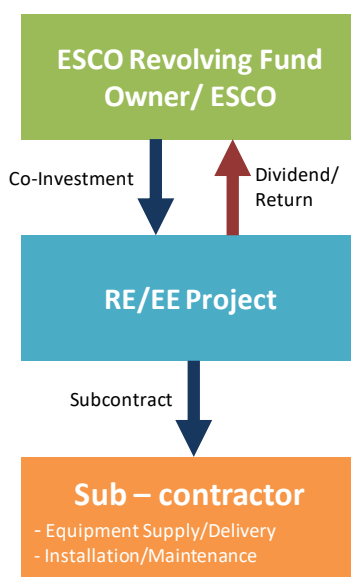 ESCO Revolving Fund
Owner/ ESCO
Co-Investment
Dividend/
Return
RE/EE Project
Subcontract
Sub – contractor
- Equipment Supply/Delivery
- Installation/Maintenance